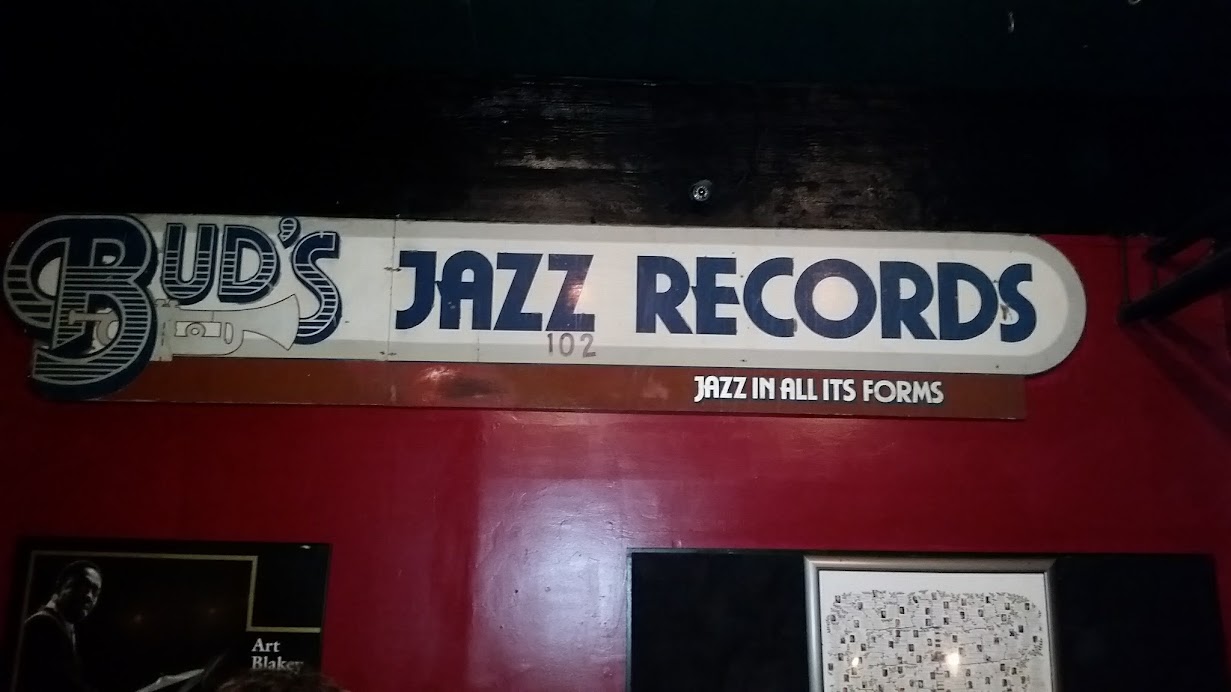 BUD'S JAZZ RECORDS
102
JAZZ IN ALL ITS FORMS
Art
Blakey